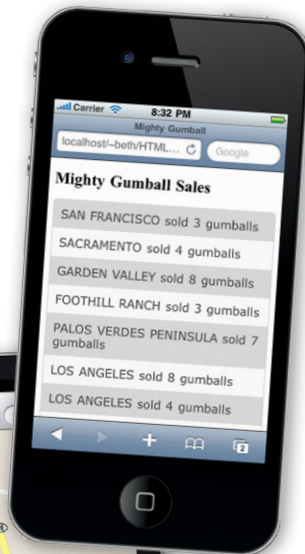 Carrier 8:32 PM
Mighty Gumball
localhost/~beth/HTML... Google
Mighty Gumball Sales
SAN FRANCISCO sold 3 gumballs
SACRAMENTO sold 4 gumballs
GARDEN VALLEY sold 8 gumballs
FOOTHILL RANCH sold 3 gumballs
PALOS VERDES PENINSULA sold 7
gumballs
LOS ANGELES sold 8 gumballs
LOS ANGELES sold 4 gumballs
2